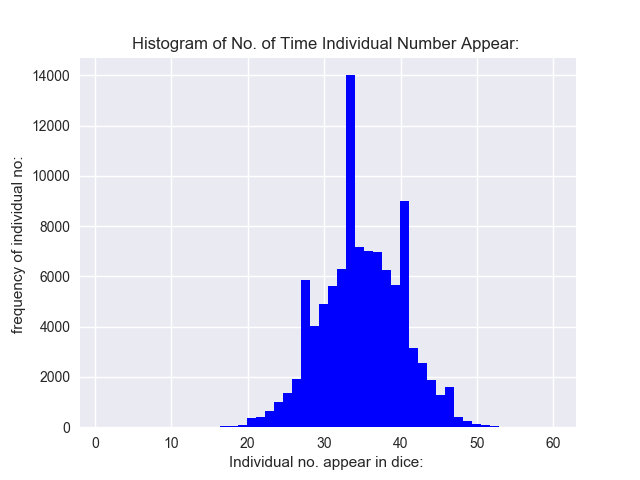 Histogram of No. of Time Individual Number Appear:
14000
12000
10000
8000
6000
4000
2000
0
frequency of individual no:
0 10 20 30 40 50 60
Individual no. appear in dice: